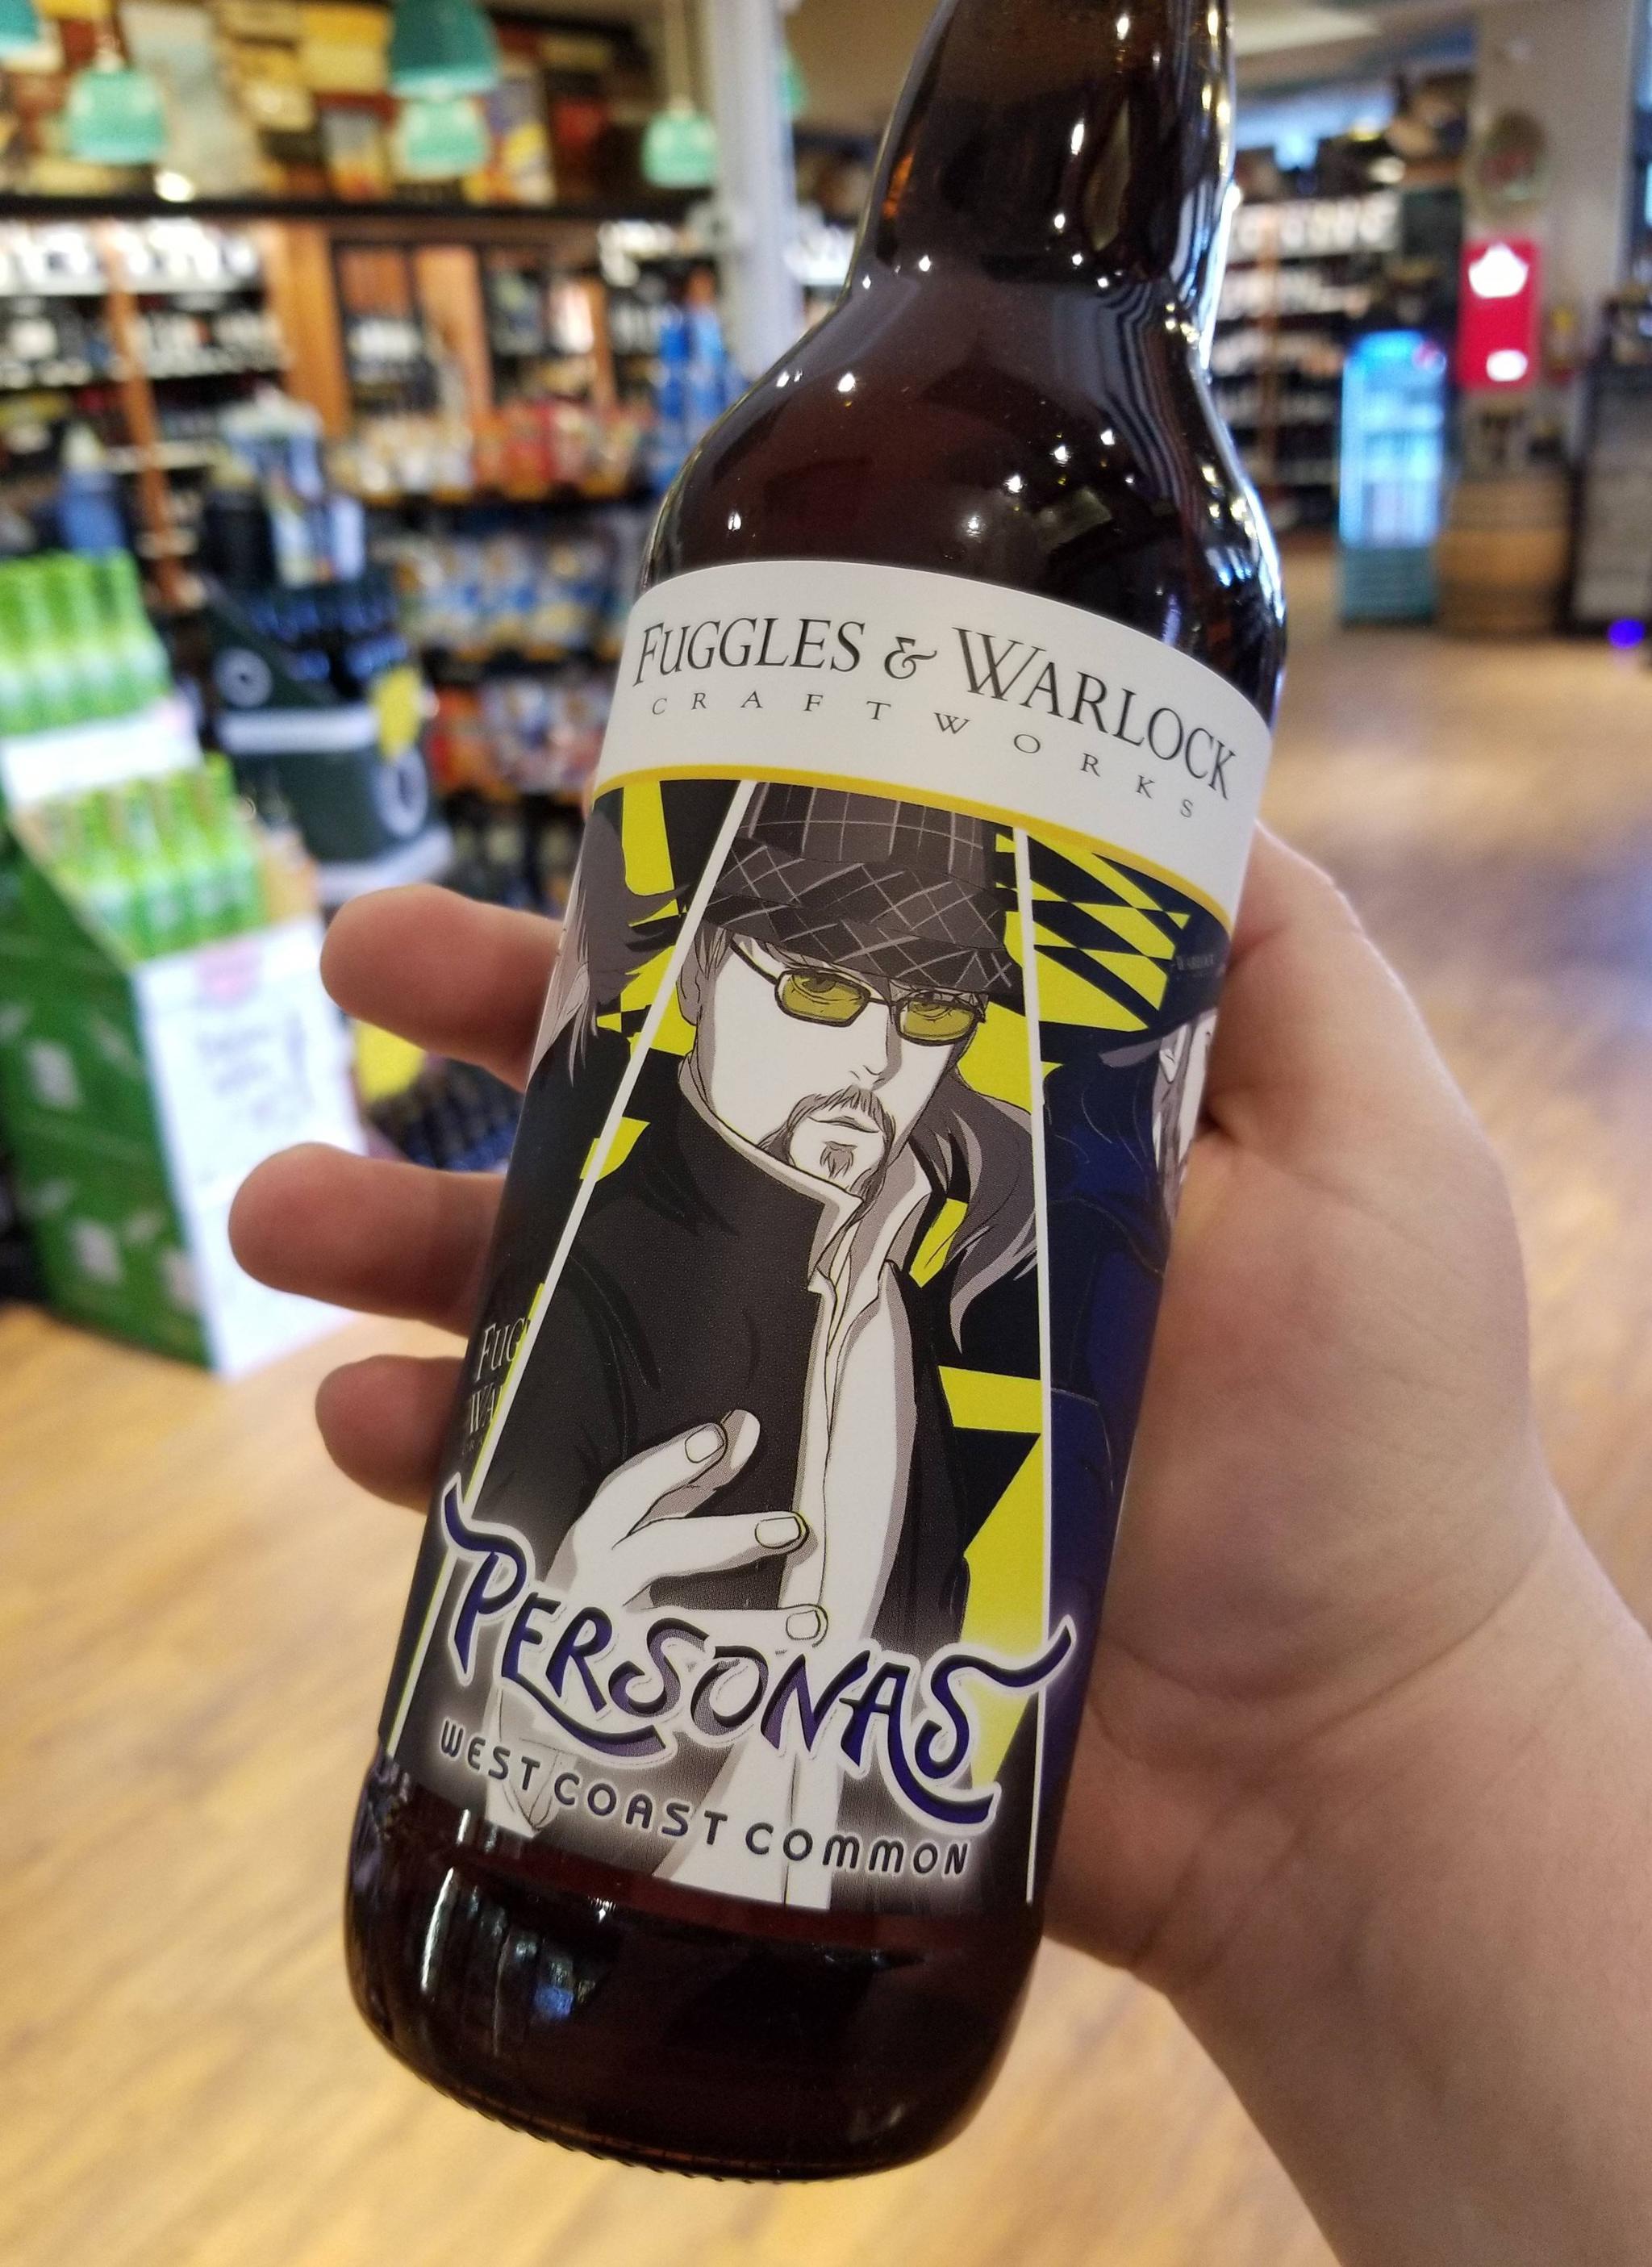 FUGGLES & WARLOCK
CRAFTWORKS
PERSONAS
WEST COAST COMMON